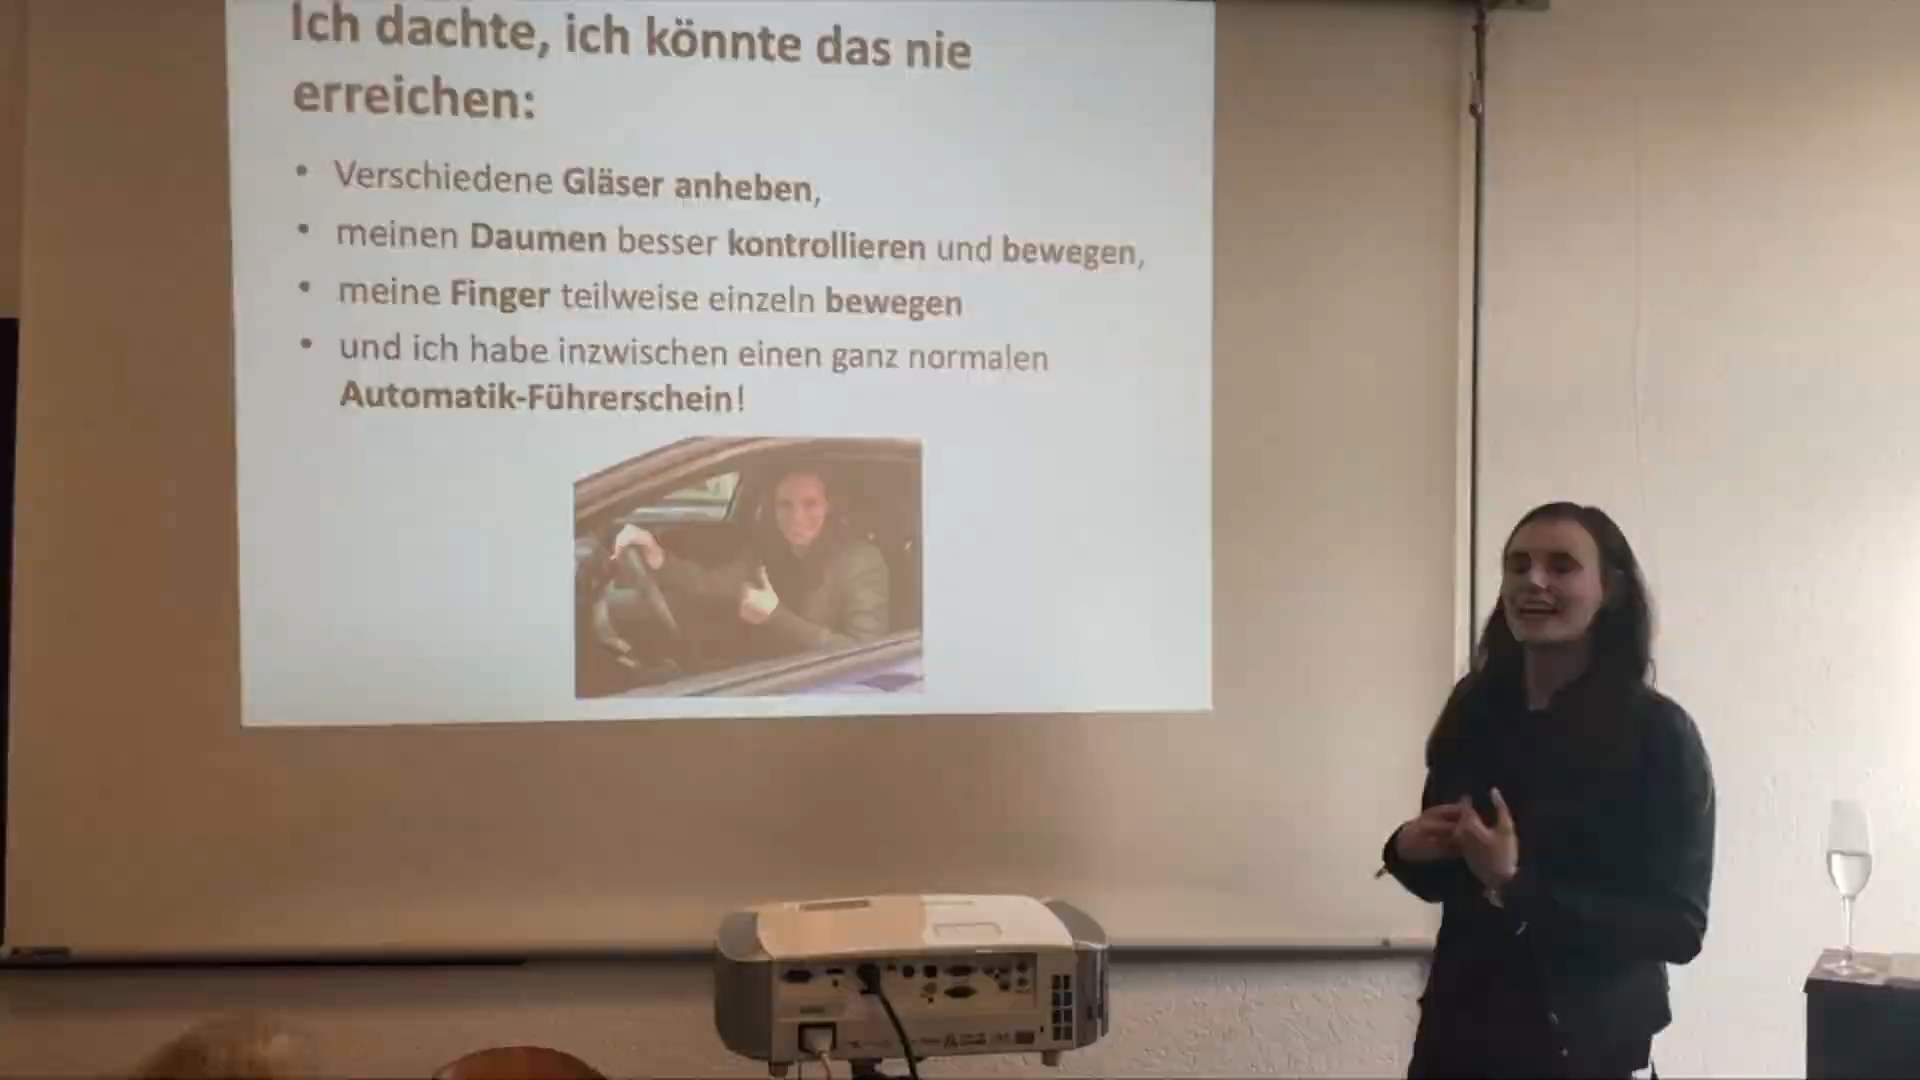 Ich dachte, ich könnte das nie
erreichen:
• Verschiedene Gläser anheben,
• meinen Daumen besser kontrollieren und bewegen,
• meine Finger teilweise einzeln bewegen
• und ich habe inzwischen einen ganz normalen
Automatik-Führerschein!